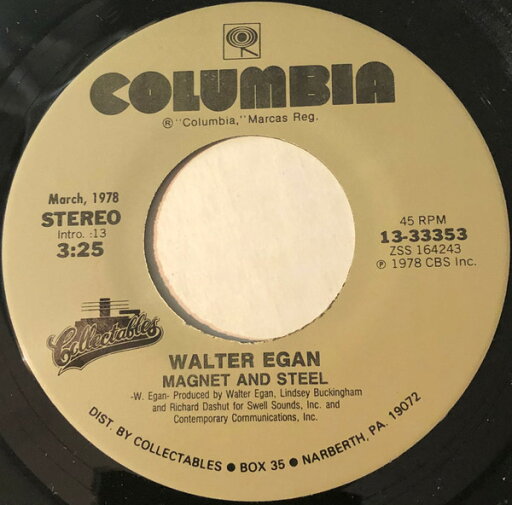 COLUMBIA
® "Columbia," Marcas Reg.
March, 1978
STEREO
Intro. :13
3:25
45 RPM
13-33353
ZSS 164243
℗ 1978 CBS Inc.
Collectables
WALTER EGAN
MAGNET AND STEEL
-W. Egan- Produced by Walter Egan, Lindsey Buckingham
and Richard Dashut for Swell Sounds, Inc. and
Contemporary Communications, Inc.
DIST. BY COLLECTABLES ● BOX 35 ● NARBERTH, PA. 19072